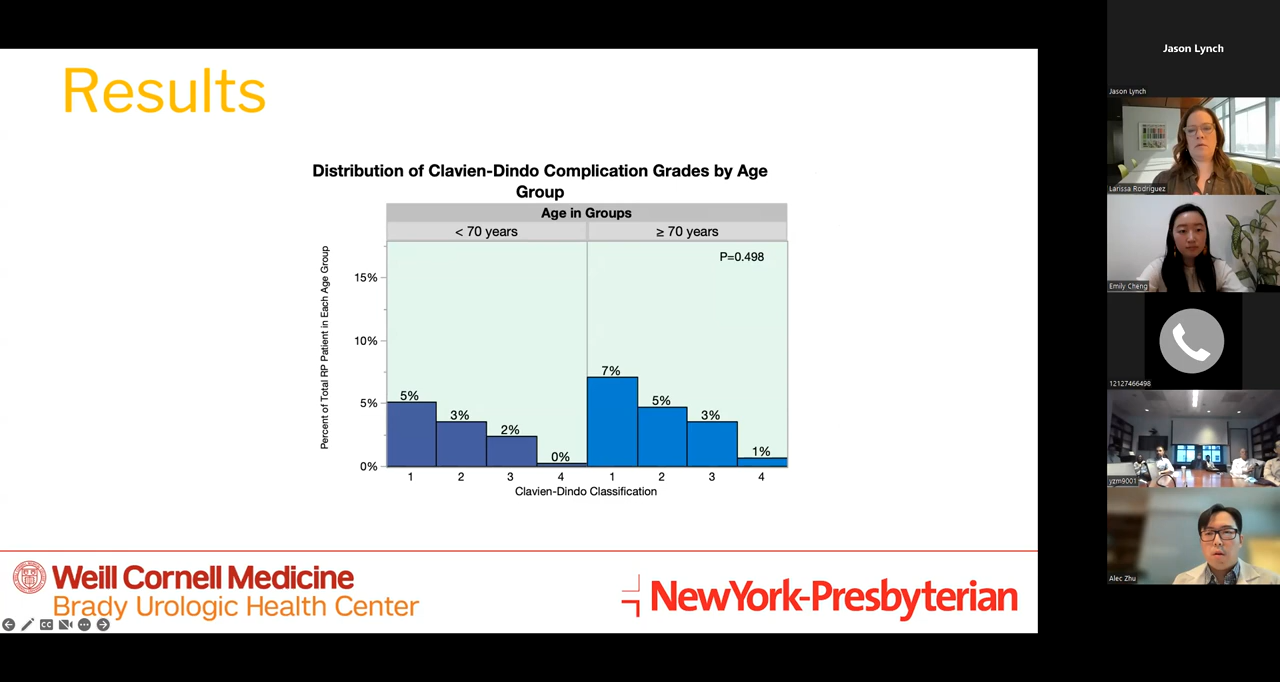 Results
Distribution of Clavien-Dindo Complication Grades by Age
Group
Age in Groups
< 70 years
≥ 70 years
P=0.498
Percent of Total RP Patient in Each Age Group
15%
10%
5%
0%
5%
3%
2%
0%
7%
5%
3%
1%
1 2 3 4 1 2 3 4
Clavien-Dindo Classification
Weill Cornell Medicine
Brady Urologic Health Center
NewYork-Presbyterian
CC
Jason Lynch
Jason Lynch
Larissa Rodriguez
Emily Cheng
12127466498
yzm9001
Alec Zhu